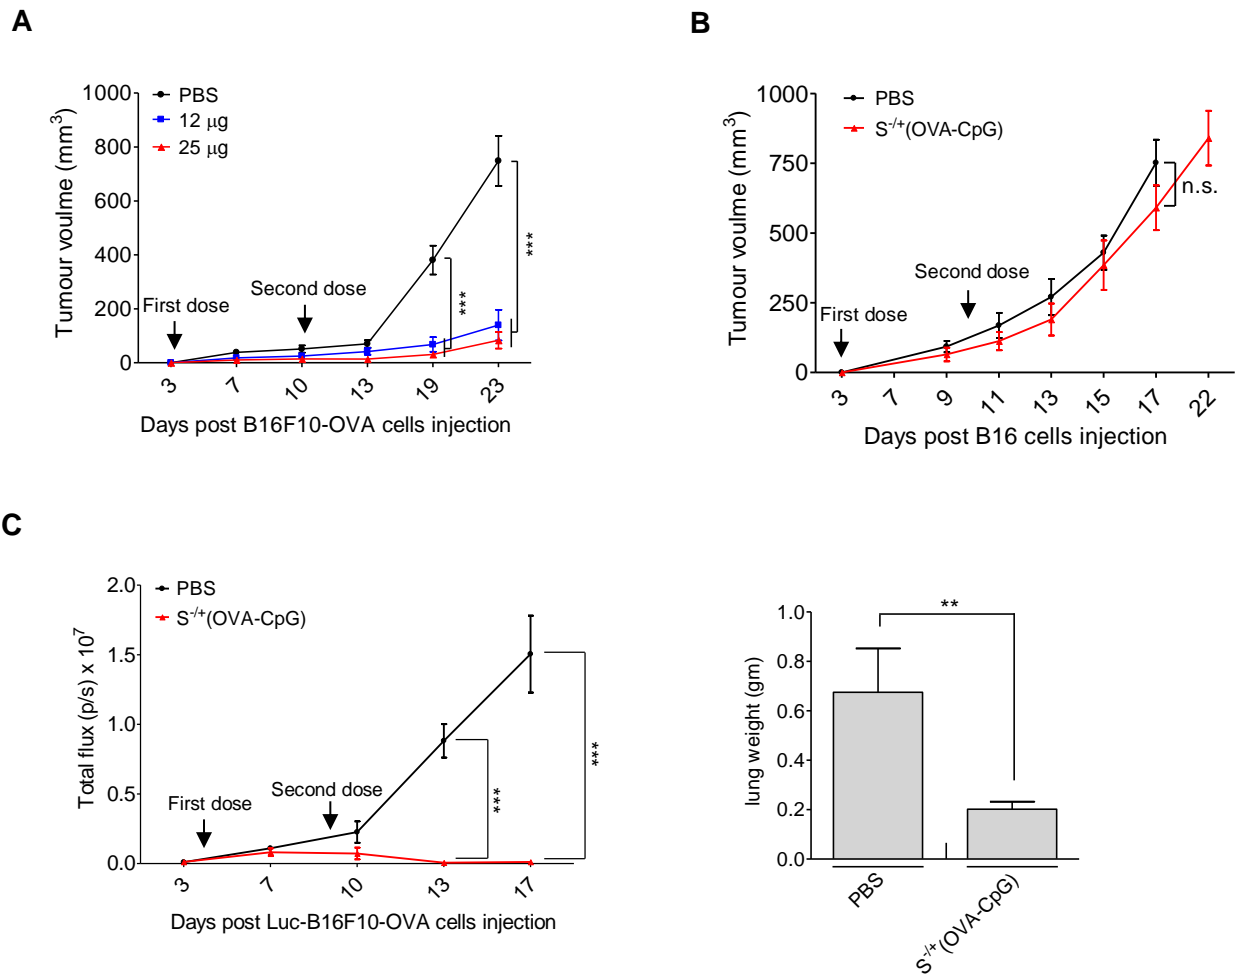 A
B
1000
800
600
400
200
0
Tumour voulme (mm³)
PBS
12 µg
25 µg
First dose
Second dose
***
***
3 7 10 13 19 23
Days post B16F10-OVA cells injection
1000
750
500
250
0
Tumour voulme (mm³)
PBS
S⁻/⁺(OVA-CpG)
n.s.
Second dose
First dose
3 7 9 11 13 15 17 22
Days post B16 cells injection
C
2.0
1.5
1.0
0.5
0.0
Total flux (p/s) x 10⁷
PBS
S⁻/⁺(OVA-CpG)
First dose
Second dose
***
***
3 7 10 13 17
Days post Luc-B16F10-OVA cells injection
1.0
0.8
0.6
0.4
0.2
0.0
lung weight (gm)
**
PBS
S⁻/⁺(OVA-CpG)